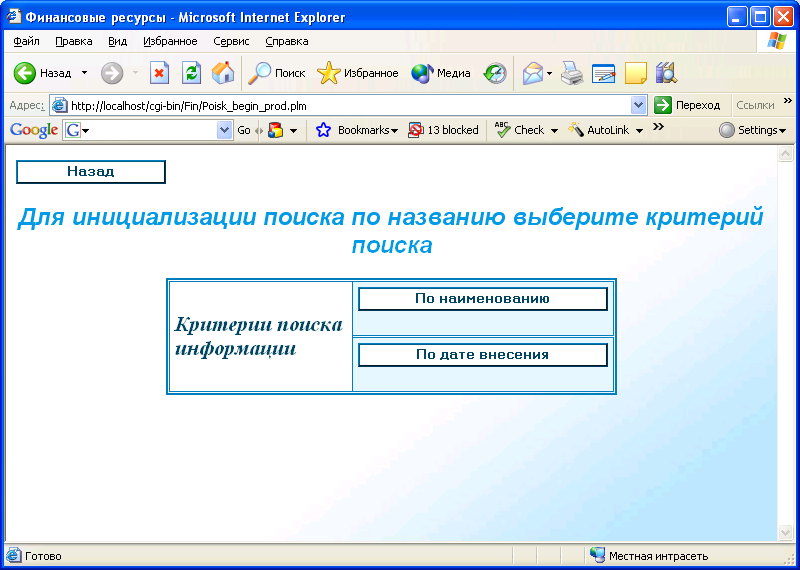 Финансовые ресурсы - Microsoft Internet Explorer
Файл Правка Вид Избранное Сервис Справка
Назад Поиск Избранное Медиа
Адрес: http://localhost/cgi-bin/Fin/Poisk_begin_prod.plm Переход Ссылки »
Google G Go Bookmarks 13 blocked ABC Check AutoLink » Settings
Назад
Для инициализации поиска по названию выберите критерий
поиска
По наименованию
Критерии поиска
информации
По дате внесения
Готово Местная интрасеть